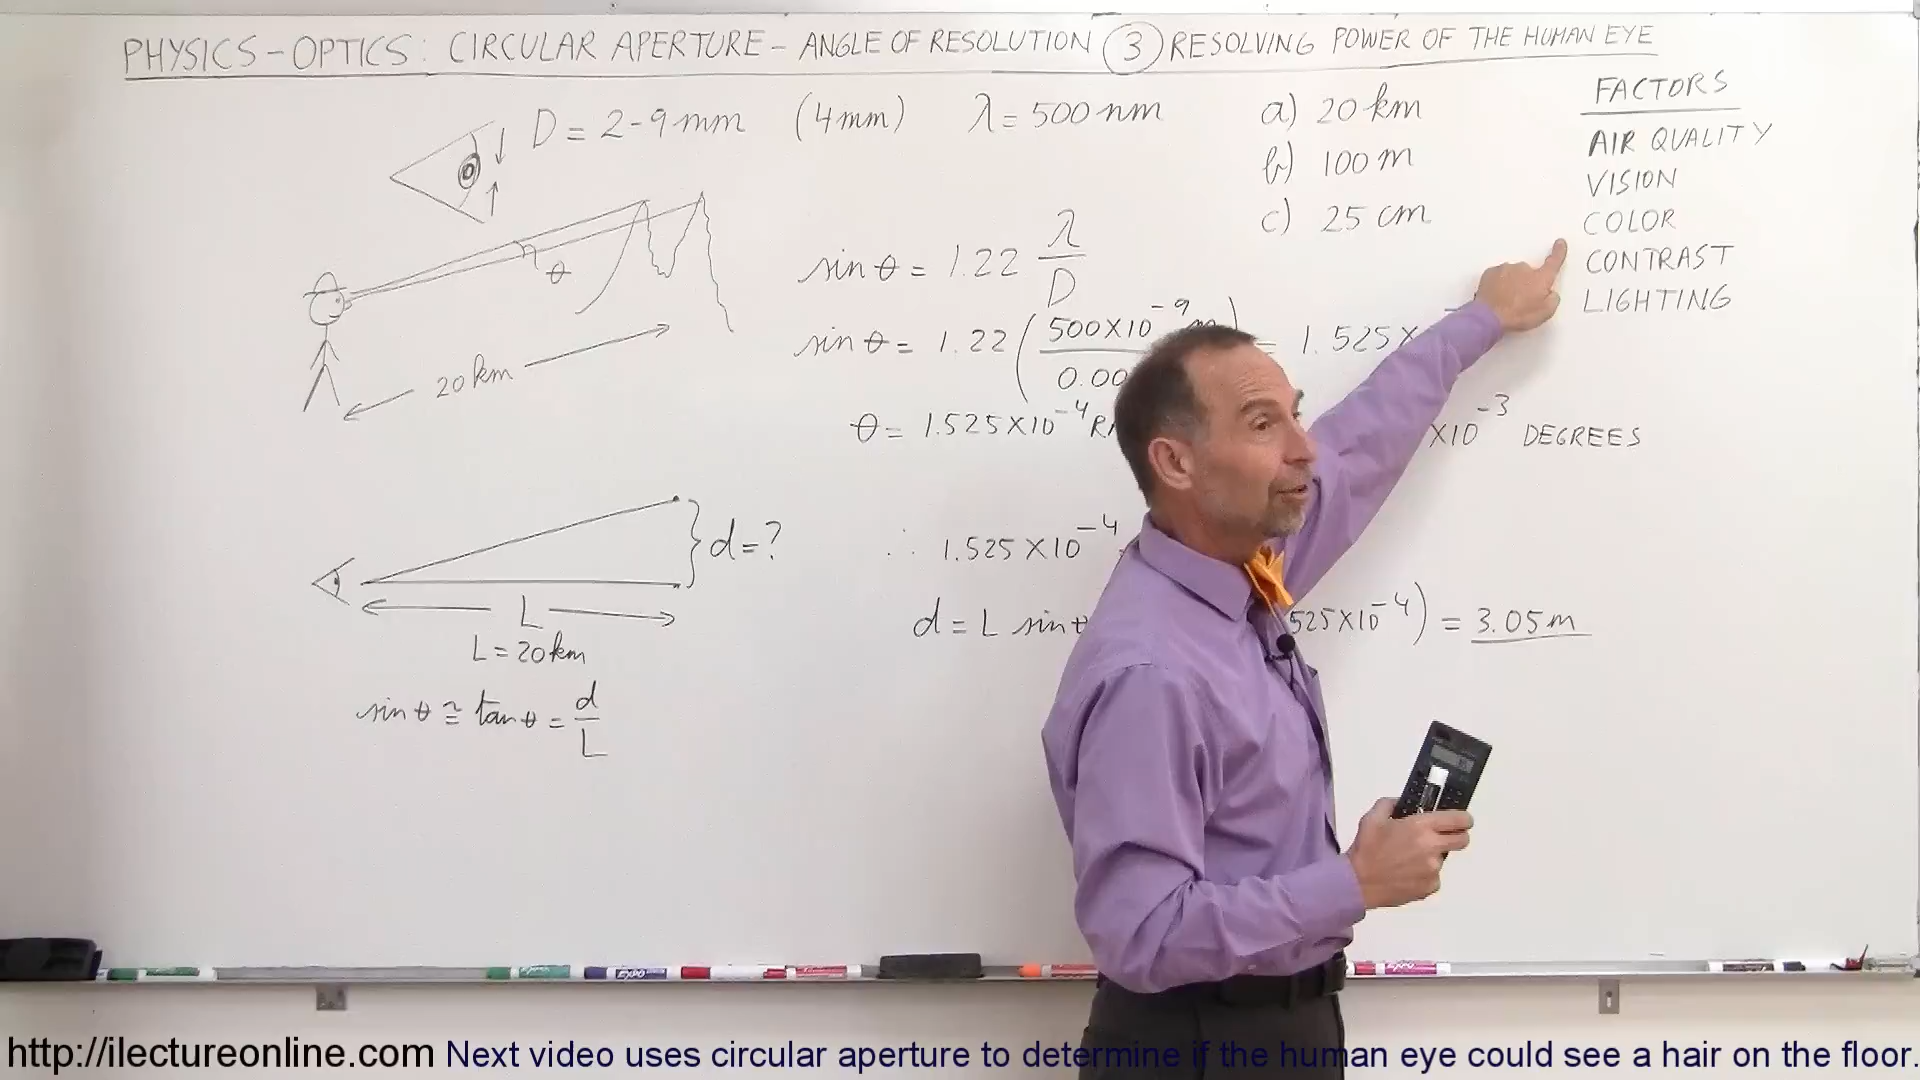 PHYSICS - OPTICS: CIRCULAR APERTURE - ANGLE OF RESOLUTION ③ RESOLVING POWER OF THE HUMAN EYE
D = 2-9mm (4mm) λ = 500 nm
a) 20 km
b) 100 m
c) 25 cm
FACTORS
AIR QUALITY
VISION
COLOR
CONTRAST
LIGHTING
θ
20 km
sin θ = 1.22 λ/D
sin θ = 1.22 (500×10⁻⁹m / 0.00 = 1.525×
θ = 1.525×10⁻⁴ ×10⁻³ DEGREES
d = ?
L
L = 20 km
sin θ ≅ tan θ = d/L
∴ 1.525×10⁻⁴
d = L sin θ 525×10⁻⁴) = 3.05 m
EXPO
http://ilectureonline.com Next video uses circular aperture to determine if the human eye could see a hair on the floor.